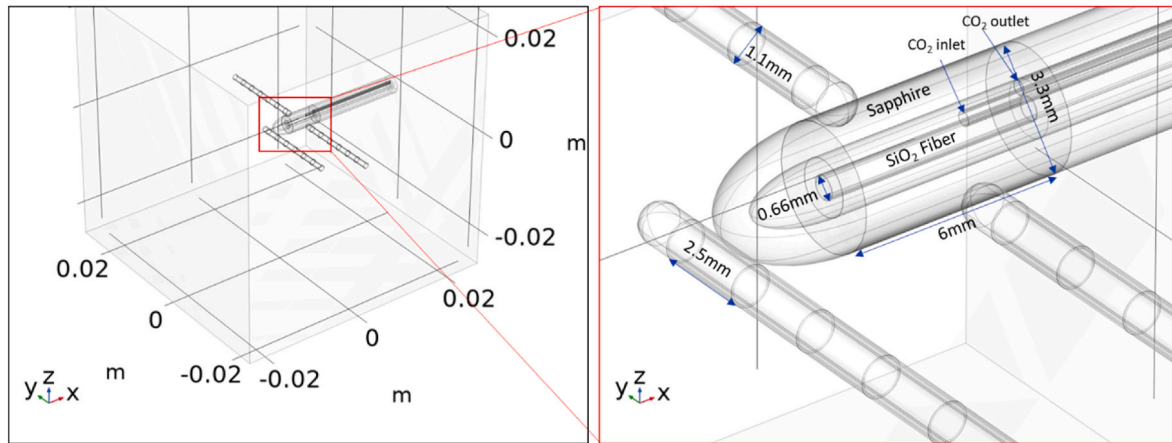 0.02
0
m
-0.02
0.02
0.02
0
0
m
-0.02
-0.02
m
y z x
CO2 outlet
CO2 inlet
1.1mm
3.3mm
Sapphire
SiO2 Fiber
0.66mm
6mm
2.5mm
y z x